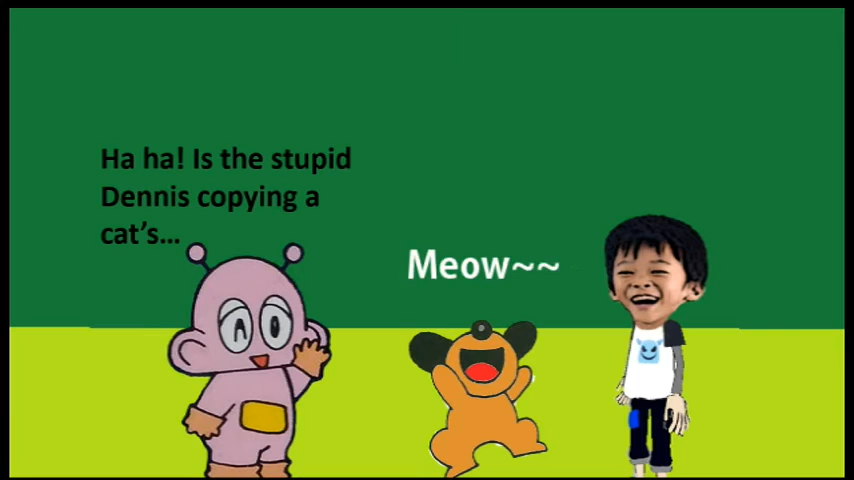 Ha ha! Is the stupid
Dennis copying a
cat’s…
Meow~~